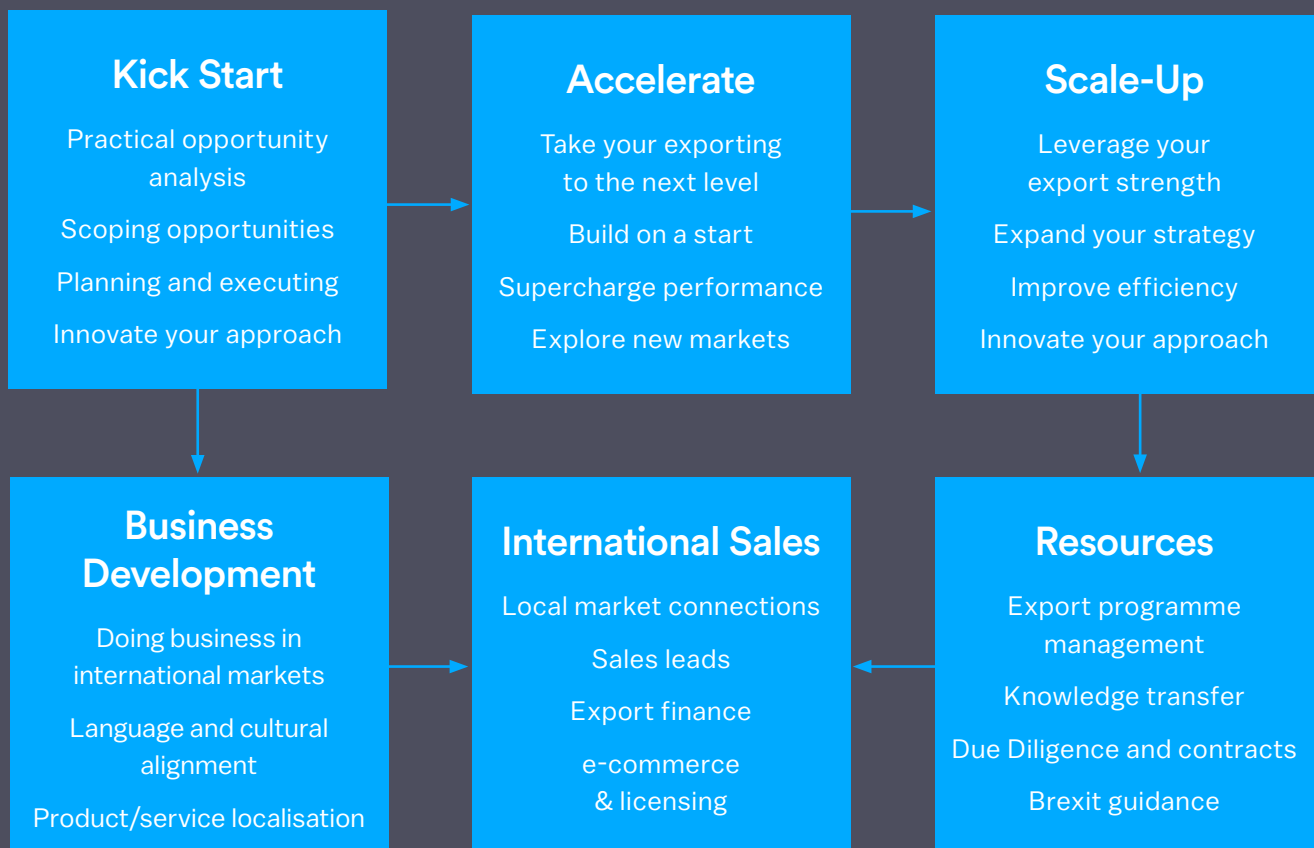 Kick Start
Practical opportunity
analysis
Scoping opportunities
Planning and executing
Innovate your approach
Accelerate
Take your exporting
to the next level
Build on a start
Supercharge performance
Explore new markets
Scale-Up
Leverage your
export strength
Expand your strategy
Improve efficiency
Innovate your approach
Business
Development
Doing business in
international markets
Language and cultural
alignment
Product/service localisation
International Sales
Local market connections
Sales leads
Export finance
e-commerce
& licensing
Resources
Export programme
management
Knowledge transfer
Due Diligence and contracts
Brexit guidance